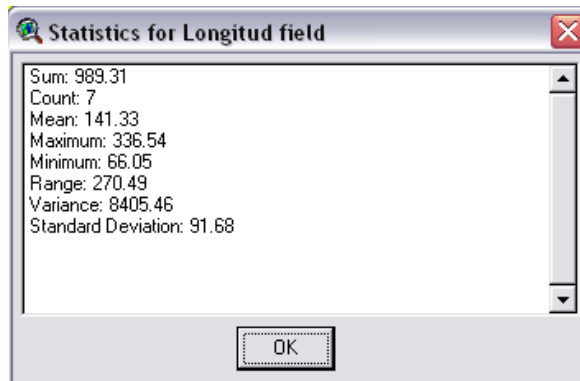 Statistics for Longitud field
Sum: 989.31
Count: 7
Mean: 141.33
Maximum: 336.54
Minimum: 66.05
Range: 270.49
Variance: 8405.46
Standard Deviation: 91.68
OK